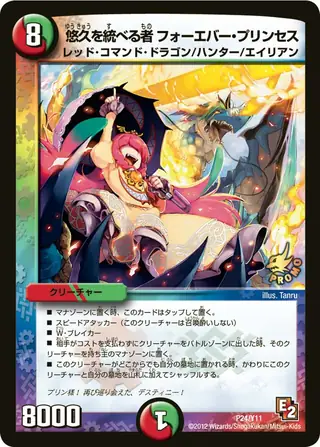 8
ゆうきゅう す もの
悠久を統べる者 フォーエバー・プリンセス
レッド・コマンド・ドラゴン/ハンター/エイリアン
PROMO
illus. Tanru
クリーチャー
■ マナゾーンに置く時、このカードはタップして置く。
■ スピードアタッカー(このクリーチャーは召喚酔いしない)
■ W・ブレイカー
■ 相手がコストを支払わずにクリーチャーをバトルゾーンに出した時、そのク
リーチャーを持ち主のマナゾーンに置く。
■ このクリーチャーがどこからでも自分の墓地に置かれる時、かわりにこのク
リーチャーと自分の墓地を山札に加えてシャッフルする。
プリン様! 再び巡り会えた、デスティニー!
8000
1
P24/Y11
E2
©2012 Wizards/Shogakukan/Mitsui-Kids